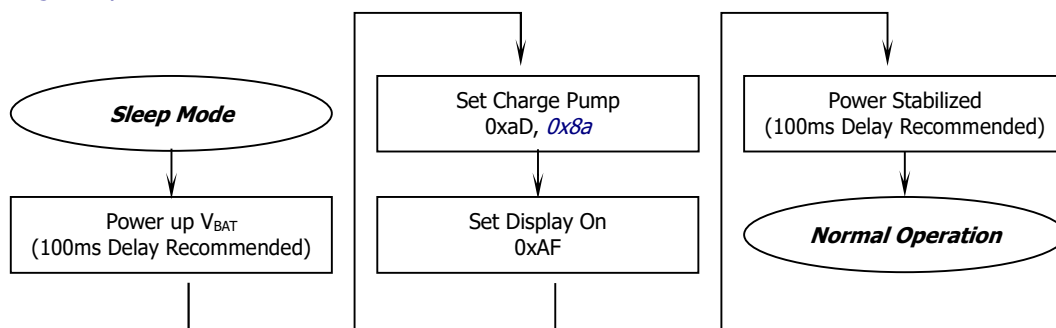 Sleep Mode
Power up VBAT
(100ms Delay Recommended)
Set Charge Pump
0xaD, 0x8a
Set Display On
0xAF
Power Stabilized
(100ms Delay Recommended)
Normal Operation